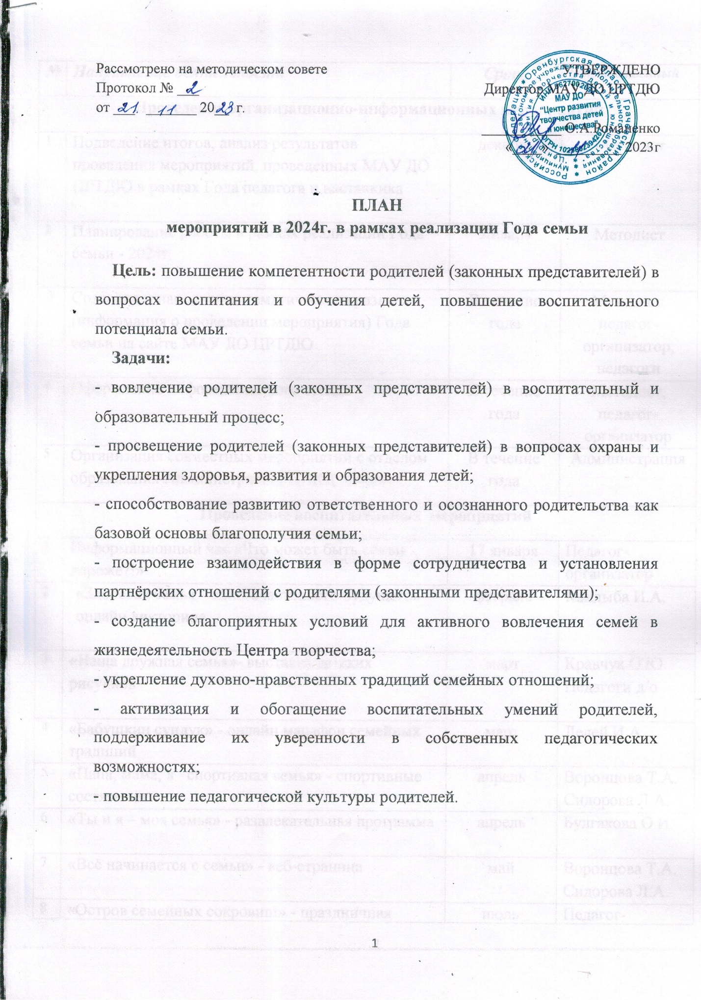 Рассмотрено на методическом совете
Протокол № 2
от 21. 11 2023 г.
УТВЕРЖДЕНО
Директор МАУ ДО ЦРТДЮ
О.А.Романенко
«21» 11 2023г
МАУ ДО
"Центр развития
творчества детей
и юношества"
ПЛАН
мероприятий в 2024г. в рамках реализации Года семьи
Цель: повышение компетентности родителей (законных представителей) в
вопросах воспитания и обучения детей, повышение воспитательного
потенциала семьи.
Задачи:
- вовлечение родителей (законных представителей) в воспитательный и
образовательный процесс;
- просвещение родителей (законных представителей) в вопросах охраны и
укрепления здоровья, развития и образования детей;
- способствование развитию ответственного и осознанного родительства как
базовой основы благополучия семьи;
- построение взаимодействия в форме сотрудничества и установления
партнёрских отношений с родителями (законными представителями);
- создание благоприятных условий для активного вовлечения семей в
жизнедеятельность Центра творчества;
- укрепление духовно-нравственных традиций семейных отношений;
- активизация и обогащение воспитательных умений родителей,
поддерживание их уверенности в собственных педагогических
возможностях;
- повышение педагогической культуры родителей.
1